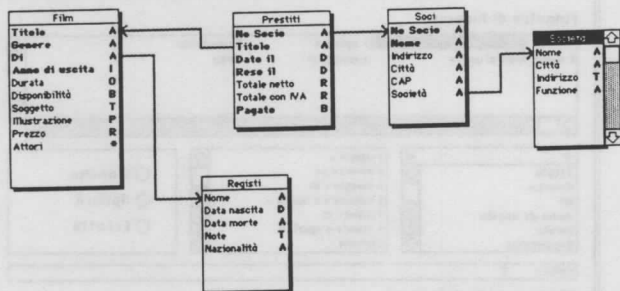 Film
Titolo A
Genere A
Di A
Anno di uscita
Durata O
Disponibilità B
Soggetto T
Illustrazione P
Prezzo R
Attori *
Prestiti
No Socio A
Titolo A
Dato il D
Reso il D
Totale netto R
Totale con IVA R
Pagato B
Soci
No Socio A
Nome A
Indirizzo A
Città A
CAP A
Società A
Società
Nome A
Città A
Indirizzo T
Funzione A
Registi
Nome A
Data nascita D
Data morte A
Note T
Nazionalità A